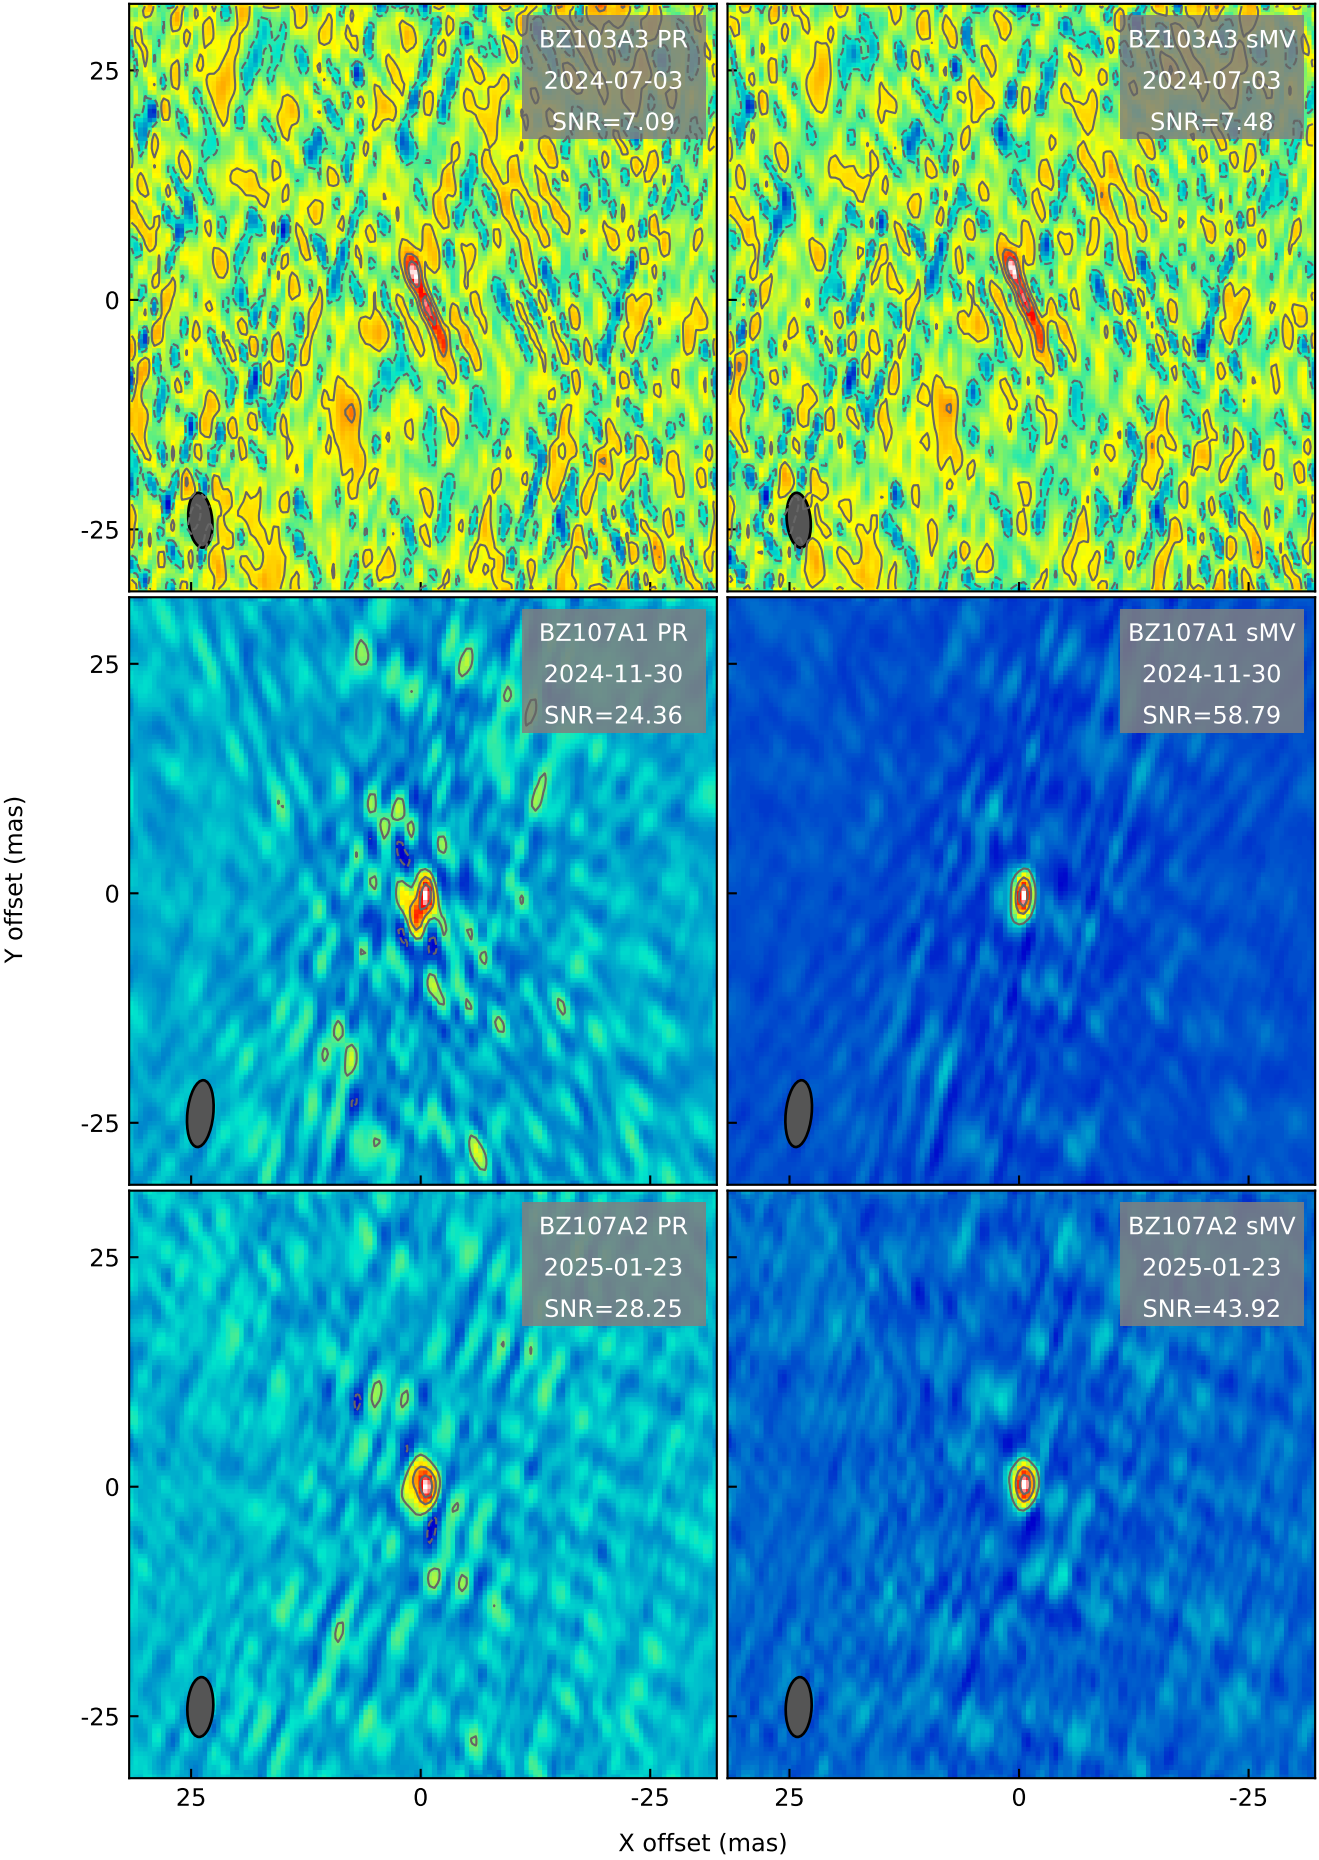 BZ103A3 PR
2024-07-03
SNR=7.09
BZ103A3 sMV
2024-07-03
SNR=7.48
25
0
-25
BZ107A1 PR
2024-11-30
SNR=24.36
BZ107A1 sMV
2024-11-30
SNR=58.79
25
0
-25
Y offset (mas)
BZ107A2 PR
2025-01-23
SNR=28.25
BZ107A2 sMV
2025-01-23
SNR=43.92
25
0
-25
25 0 -25 25 0 -25
X offset (mas)